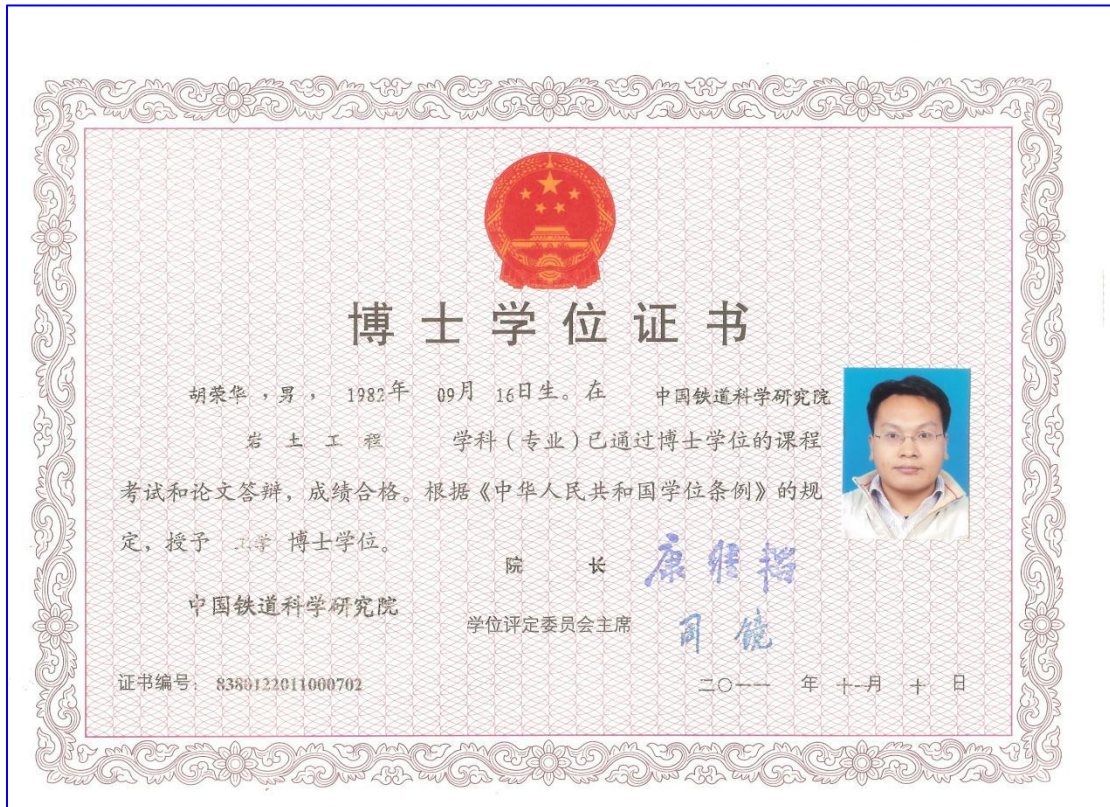 博士学位证书
胡荣华，男， 1982年 09月 16日生。在 中国铁道科学研究院
岩土工程 学科（专业）已通过博士学位的课程
考试和论文答辩，成绩合格。根据《中华人民共和国学位条例》的规
定，授予 工学 博士学位。
院 长
中国铁道科学研究院
学位评定委员会主席 周镜
证书编号： 8380122011000702
二〇一一 年 十一月 十 日